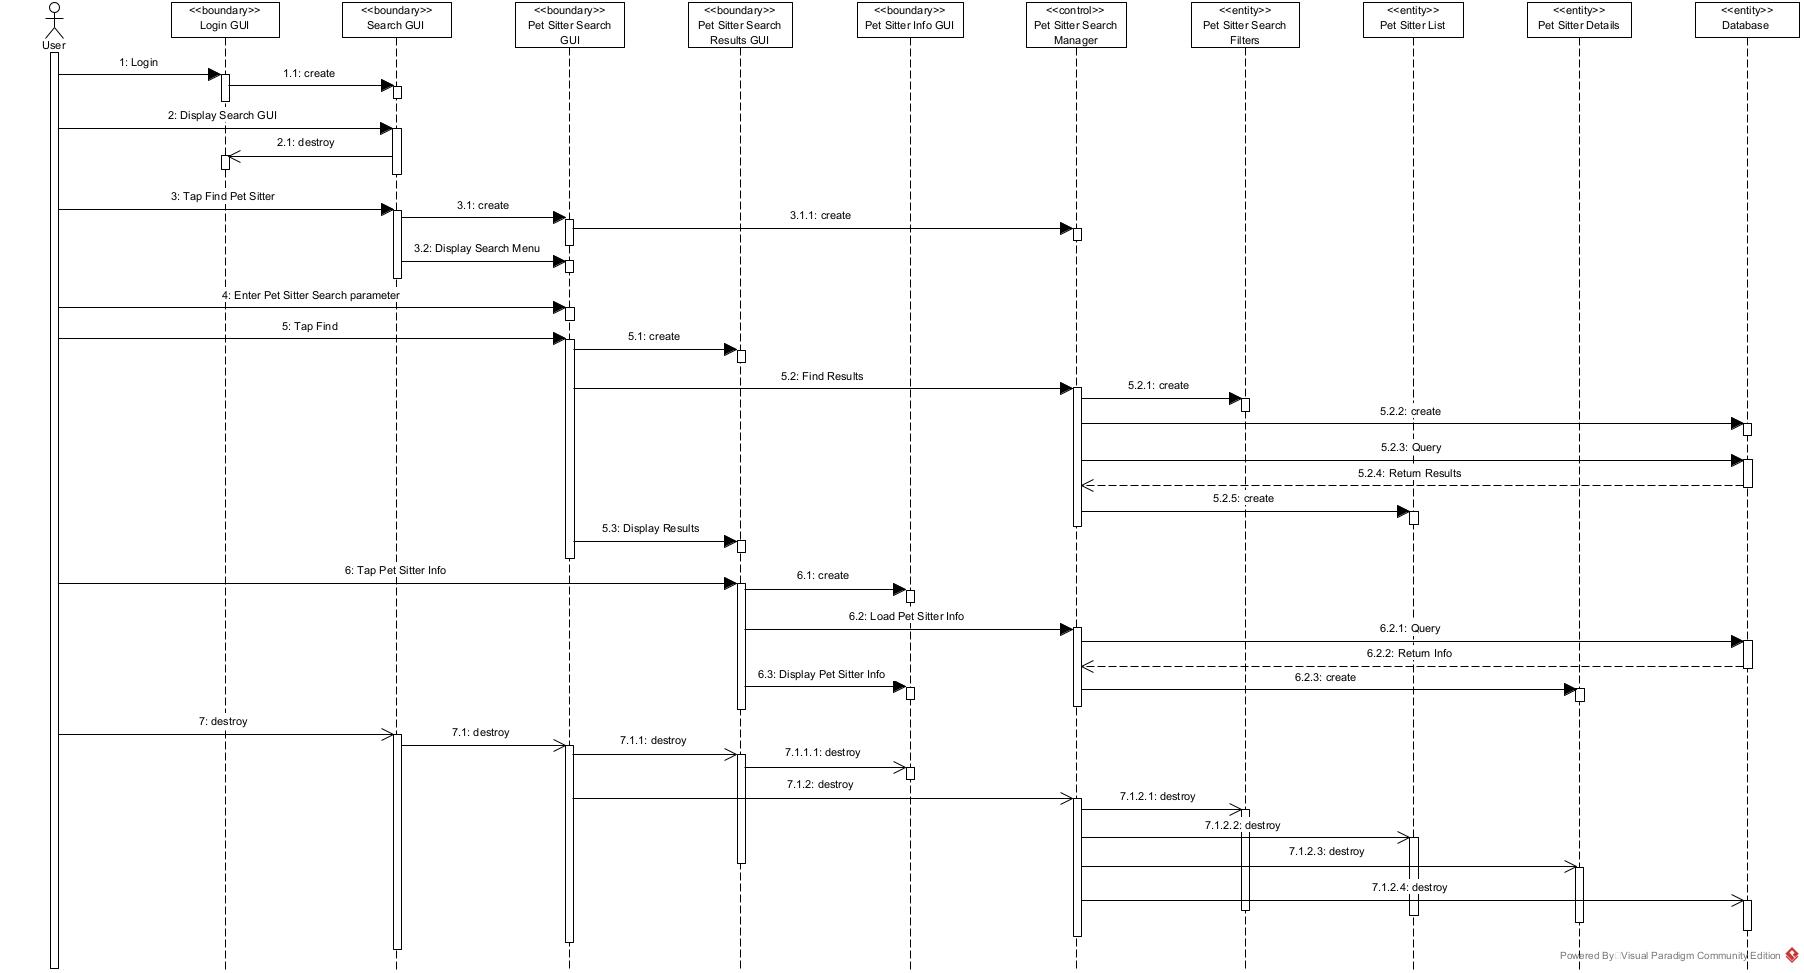 <<boundary>>
Login GUI
<<boundary>>
Search GUI
<<boundary>>
Pet Sitter Search
GUI
<<boundary>>
Pet Sitter Search
Results GUI
<<boundary>>
Pet Sitter Info GUI
<<control>>
Pet Sitter Search
Manager
<<entity>>
Pet Sitter Search
Filters
<<entity>>
Pet Sitter List
<<entity>>
Pet Sitter Details
<<entity>>
Database
User
1: Login
1.1: create
2: Display Search GUI
2.1: destroy
3: Tap Find Pet Sitter
3.1: create
3.1.1: create
3.2: Display Search Menu
4: Enter Pet Sitter Search parameter
5: Tap Find
5.1: create
5.2: Find Results
5.2.1: create
5.2.2: create
5.2.3: Query
5.2.4: Return Results
5.2.5: create
5.3: Display Results
6: Tap Pet Sitter Info
6.1: create
6.2: Load Pet Sitter Info
6.2.1: Query
6.2.2: Return Info
6.3: Display Pet Sitter Info
6.2.3: create
7: destroy
7.1: destroy
7.1.1: destroy
7.1.1.1: destroy
7.1.2: destroy
7.1.2.1: destroy
7.1.2.2: destroy
7.1.2.3: destroy
7.1.2.4: destroy
Powered By Visual Paradigm Community Edition